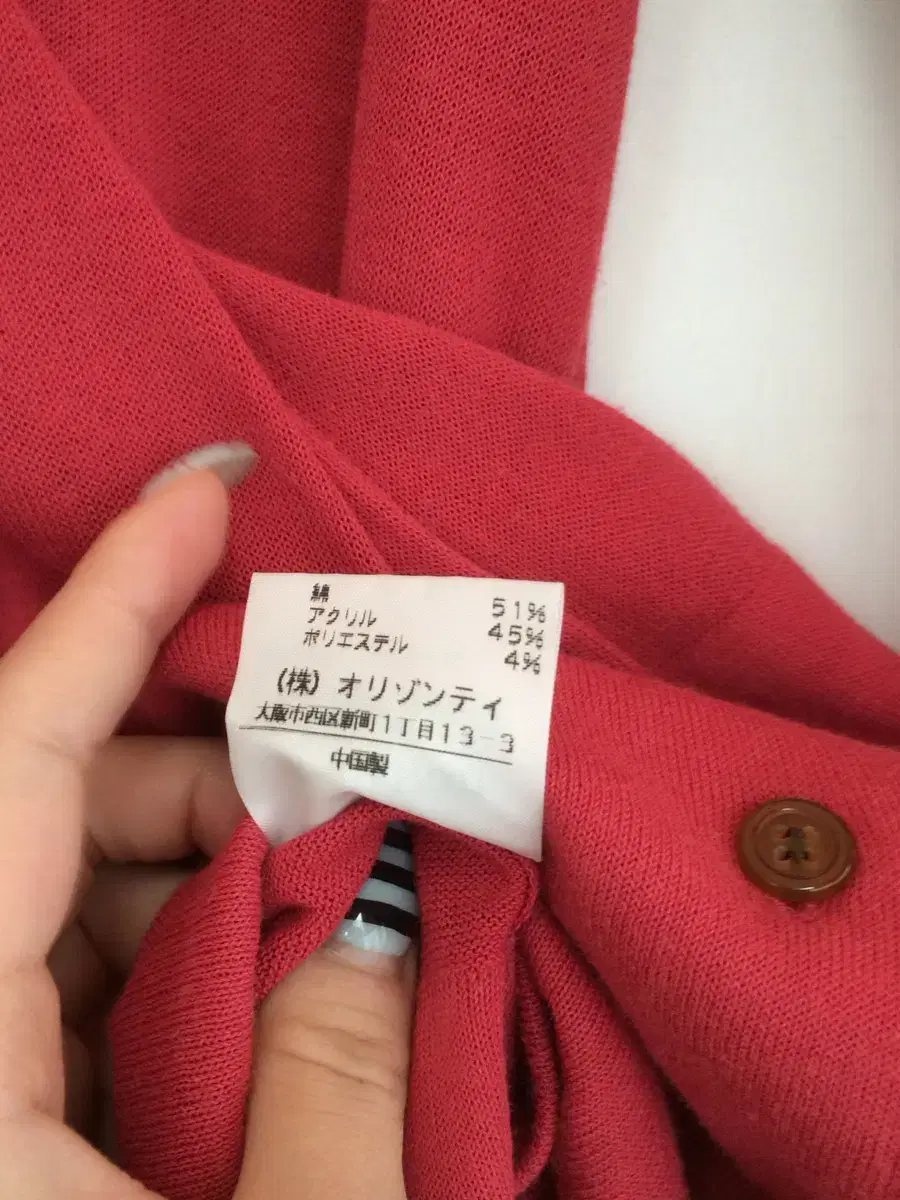 綿 51%
アクリル 45%
ポリエステル 4%
(株) オリゾンティ
大阪市西区新町1丁目13-3
中国製